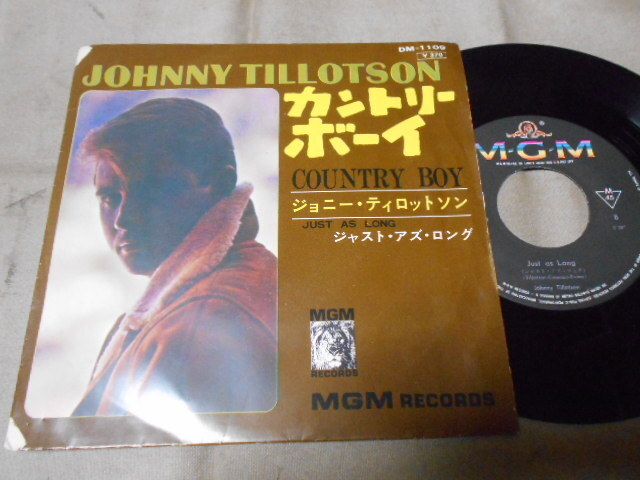 DM-1109
¥370
JOHNNY TILLOTSON
カントリー
ボーイ
COUNTRY BOY
ジョニー・ティロットソン
JUST AS LONG
ジャスト・アズ・ロング
MGM
RECORDS
MGM RECORDS
M-G-M
M
45
Just as Long
Johnny Tillotson